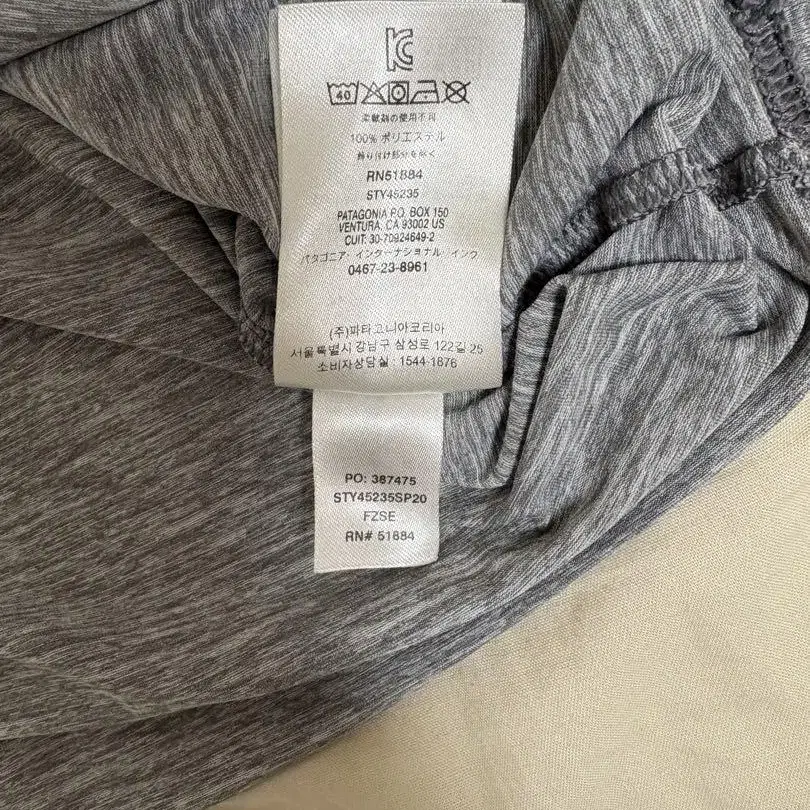 KC
40
柔軟剤の使用不可
100% ポリエステル
飾り付け部分を除く
RN51884
STY45235
PATAGONIA P.O. BOX 150
VENTURA, CA 93002 US
CUIT: 30-70924649-2
パタゴニア・インターナショナル・インク
0467-23-8961
(주)파타고니아코리아
서울특별시 강남구 삼성로 122길 25
소비자상담실 : 1544-1876
PO: 387475
STY45235SP20
FZSE
RN# 51884